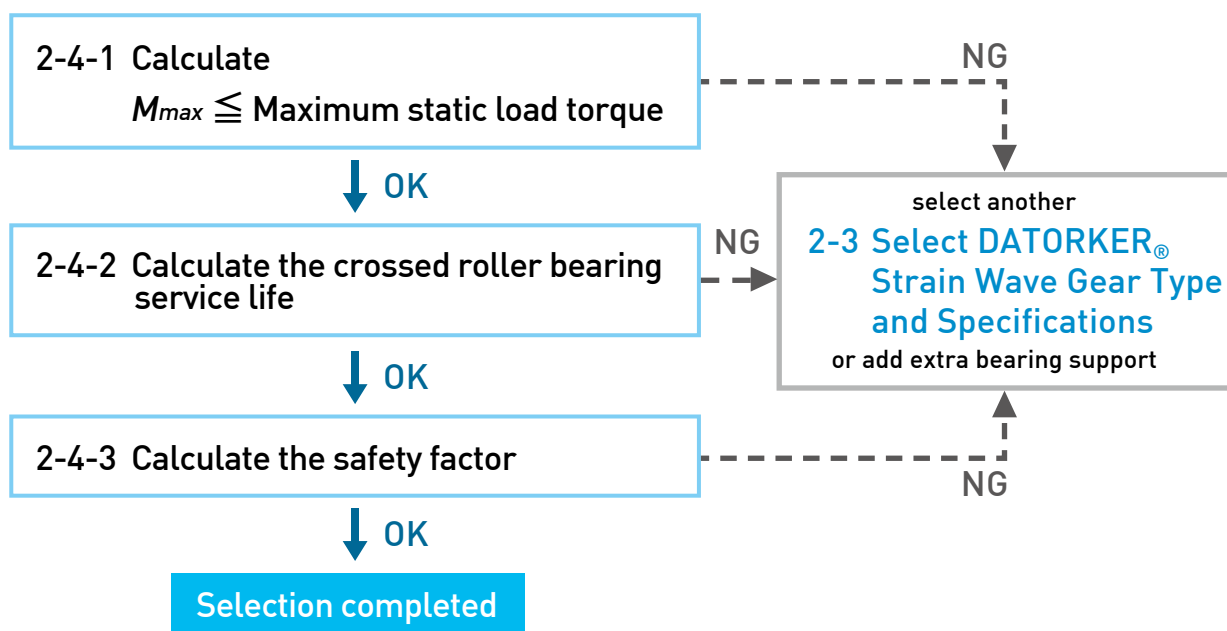 2-4-1 Calculate
Mmax ≦ Maximum static load torque
NG
OK
2-4-2 Calculate the crossed roller bearing
service life
NG
select another
2-3 Select DATORKER®
Strain Wave Gear Type
and Specifications
or add extra bearing support
OK
2-4-3 Calculate the safety factor
NG
OK
Selection completed